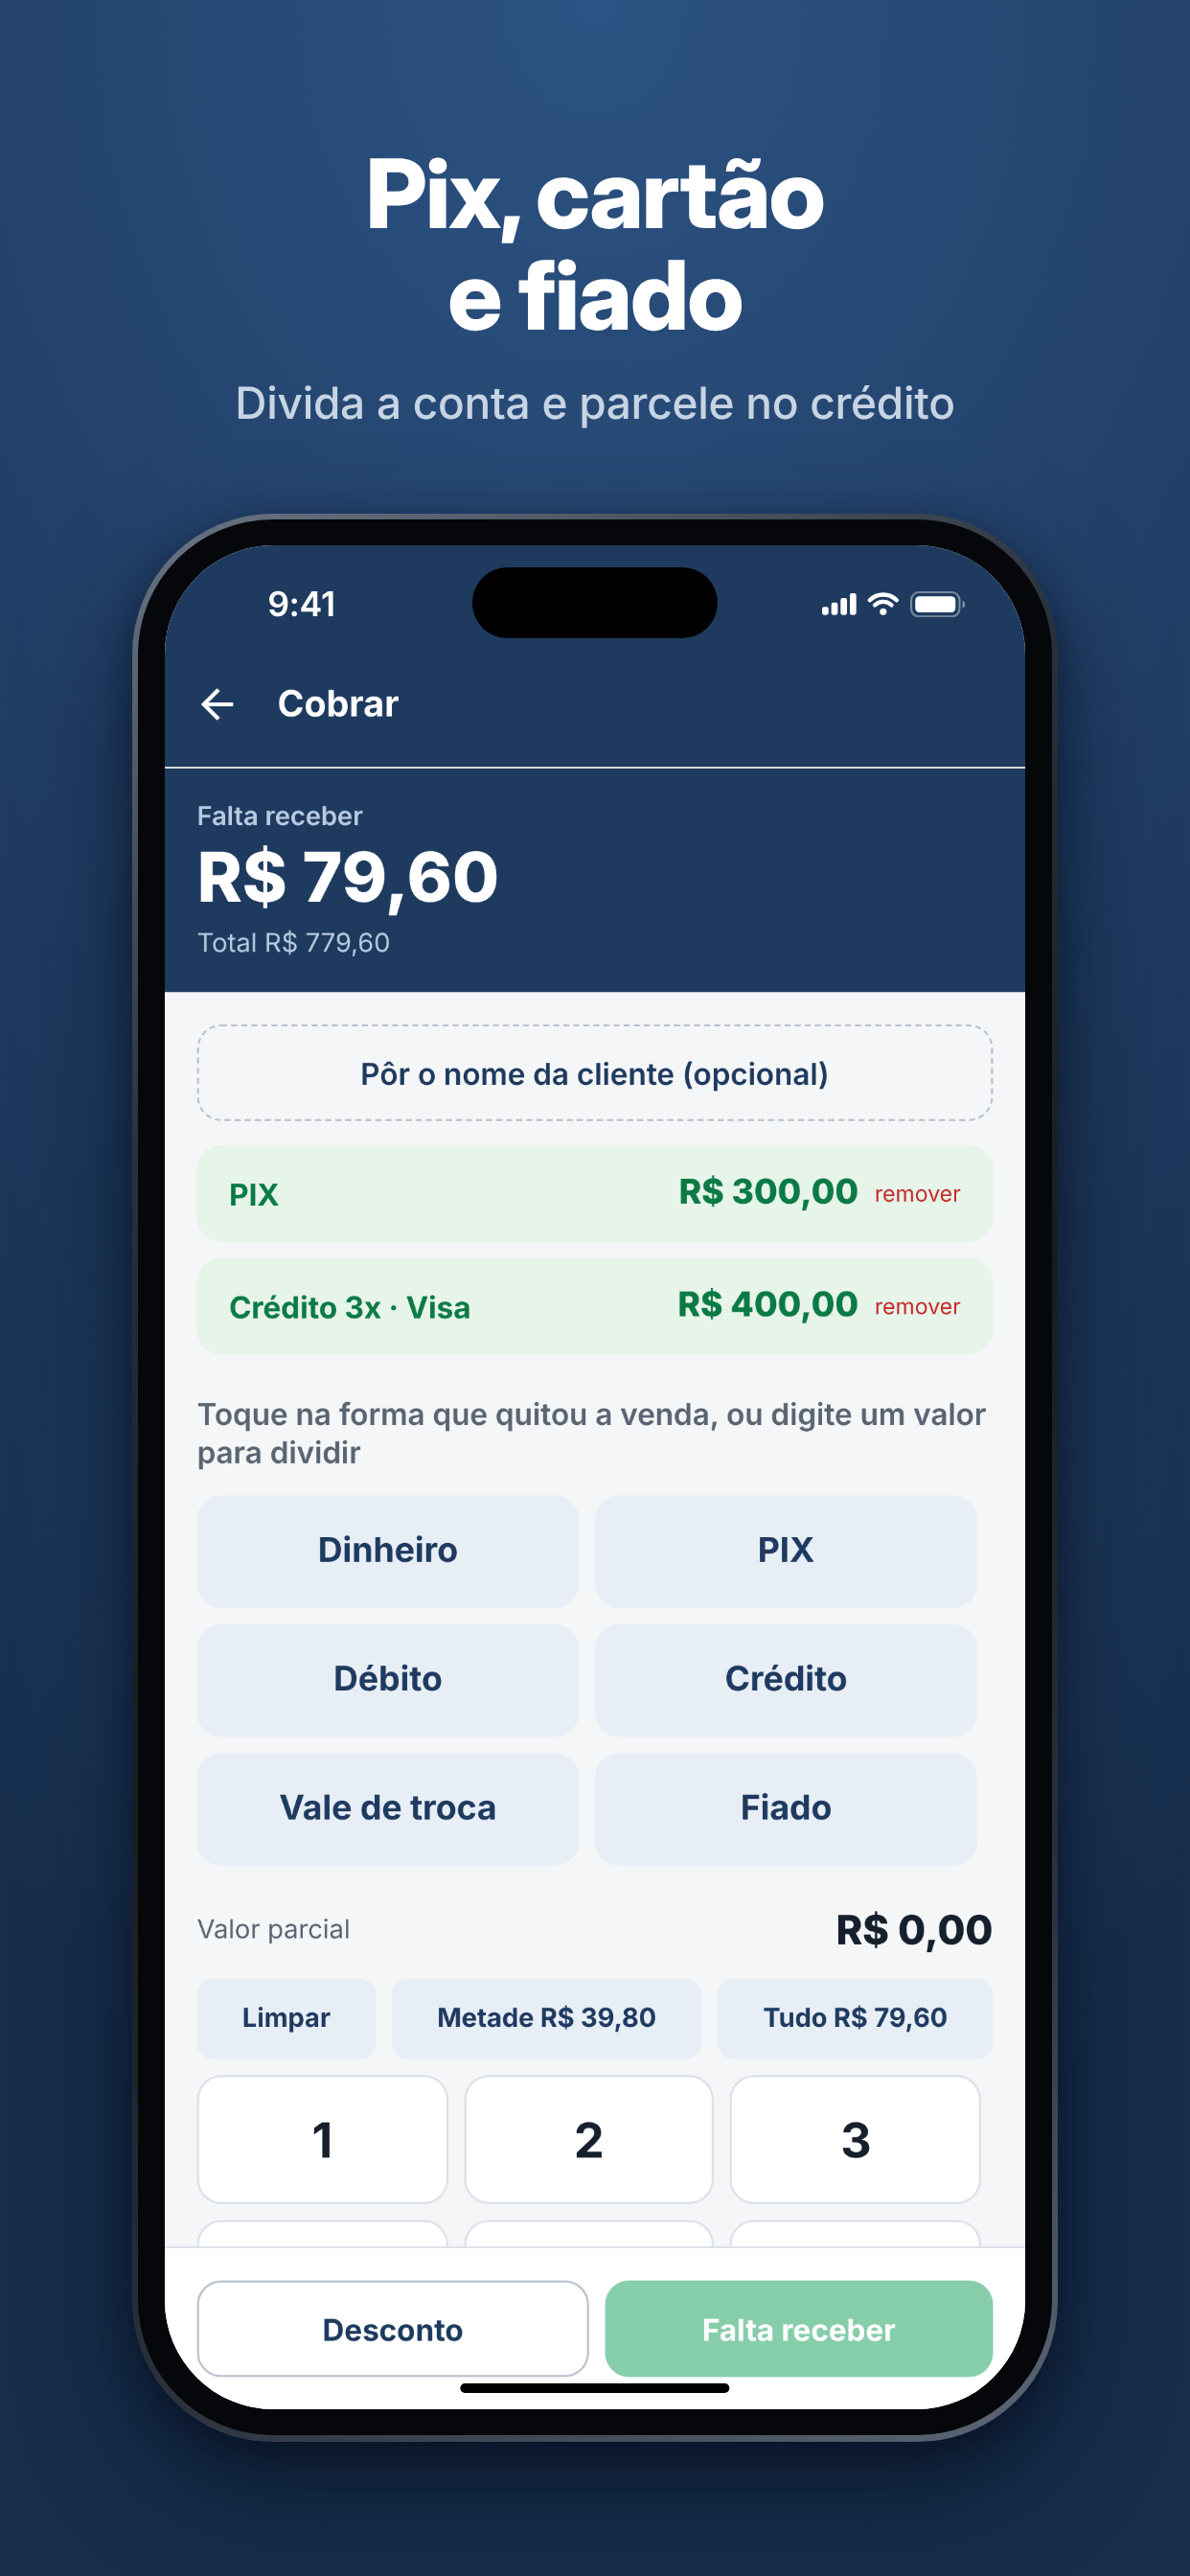 Pix, cartão
e fiado
Divida a conta e parcele no crédito
9:41
Cobrar
Falta receber
R$ 79,60
Total R$ 779,60
Pôr o nome da cliente (opcional)
PIX R$ 300,00 remover
Crédito 3x · Visa R$ 400,00 remover
Toque na forma que quitou a venda, ou digite um valor
para dividir
Dinheiro PIX
Débito Crédito
Vale de troca Fiado
Valor parcial R$ 0,00
Limpar Metade R$ 39,80 Tudo R$ 79,60
1 2 3
Desconto Falta receber